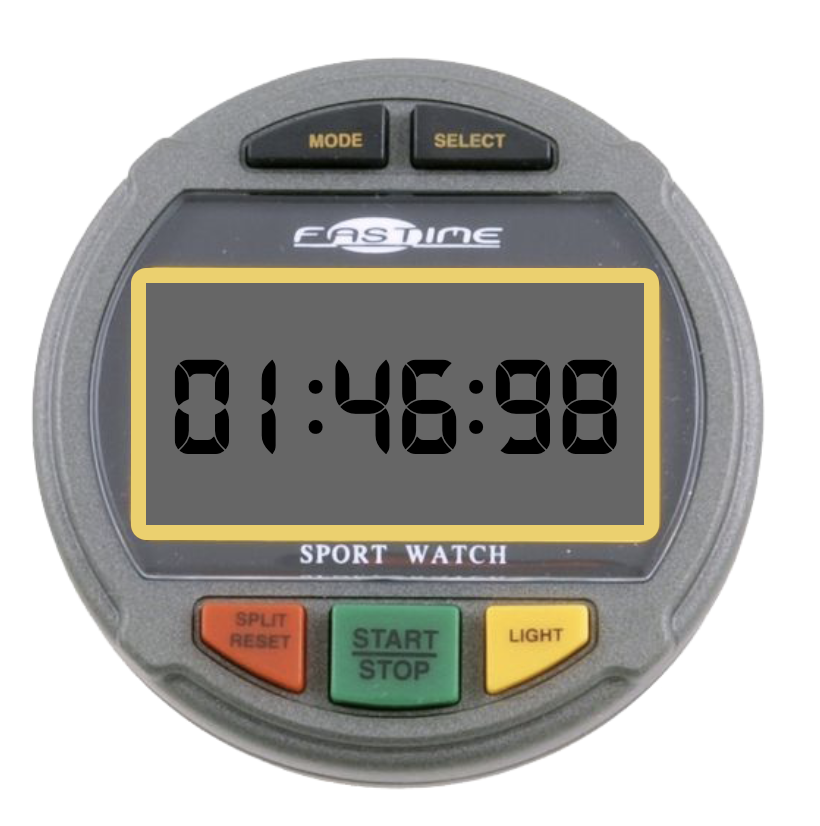 MODE SELECT
FASTIME
01:46:98
SPORT WATCH
SPLIT
RESET
START
STOP
LIGHT